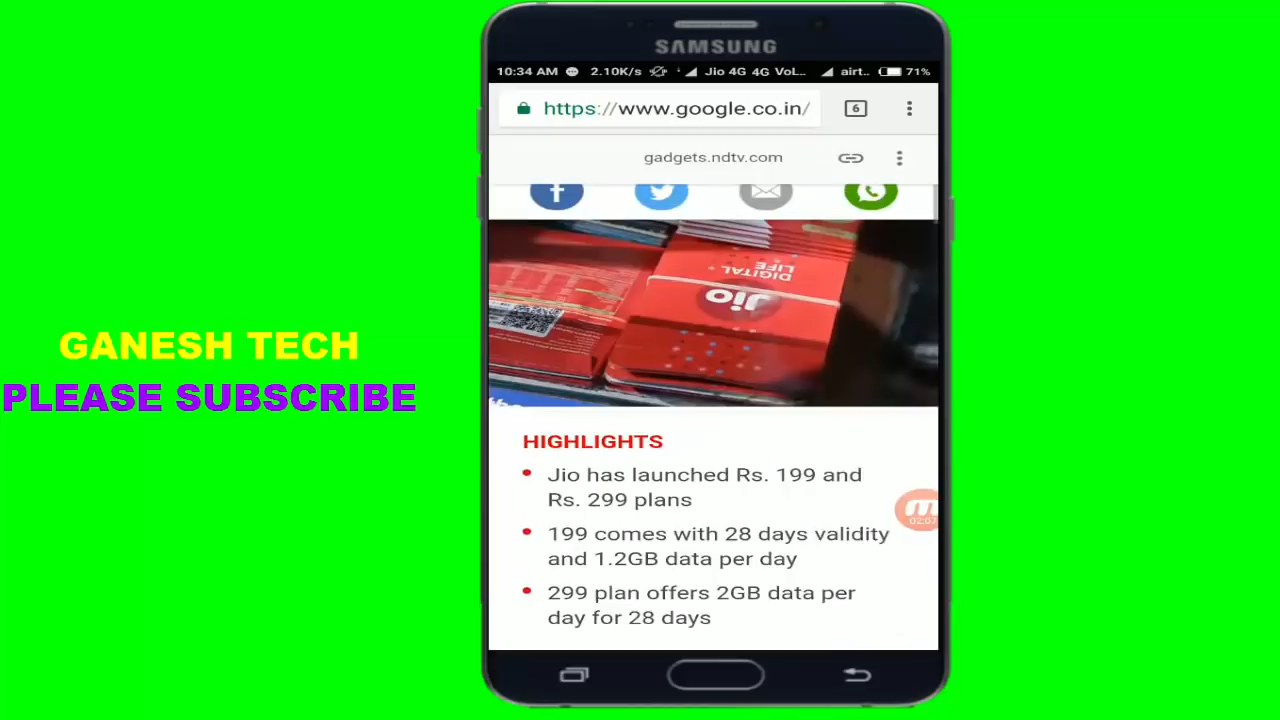 SAMSUNG
10:34 AM 2.10K/s Jio 4G 4G VoL... airt.. 71%
https://www.google.co.in/ 6
gadgets.ndtv.com
DIGITAL
LIFE
Jio
HIGHLIGHTS
• Jio has launched Rs. 199 and
Rs. 299 plans
• 199 comes with 28 days validity
and 1.2GB data per day
• 299 plan offers 2GB data per
day for 28 days
02:07
GANESH TECH
PLEASE SUBSCRIBE